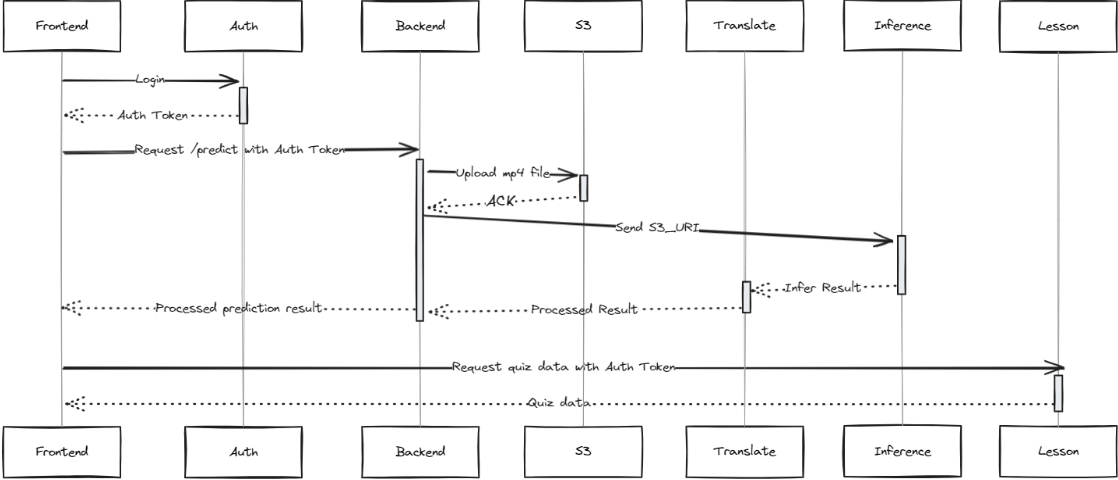 Frontend
Auth
Backend
S3
Translate
Inference
Lesson
Login
Auth Token
Request /predict with Auth Token
Upload mp4 file
ACK
Send S3_URI
Infer Result
Processed prediction result
Processed Result
Request quiz data with Auth Token
Quiz data
Frontend
Auth
Backend
S3
Translate
Inference
Lesson